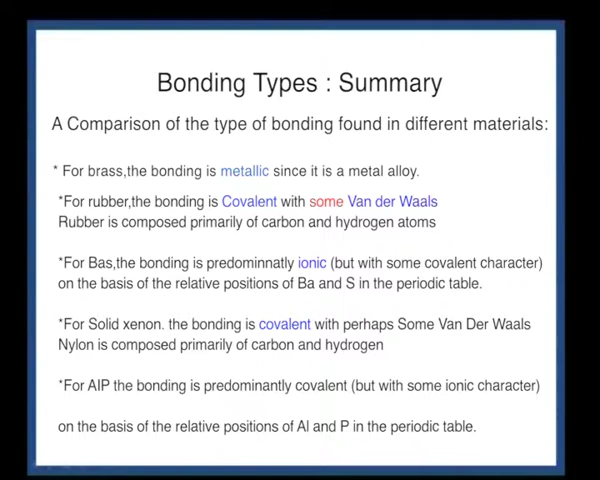 Bonding Types : Summary
A Comparison of the type of bonding found in different materials:
* For brass,the bonding is metallic since it is a metal alloy.
*For rubber,the bonding is Covalent with some Van der Waals
Rubber is composed primarily of carbon and hydrogen atoms
*For Bas,the bonding is predominnatly ionic (but with some covalent character)
on the basis of the relative positions of Ba and S in the periodic table.
*For Solid xenon. the bonding is covalent with perhaps Some Van Der Waals
Nylon is composed primarily of carbon and hydrogen
*For AIP the bonding is predominantly covalent (but with some ionic character)
on the basis of the relative positions of Al and P in the periodic table.